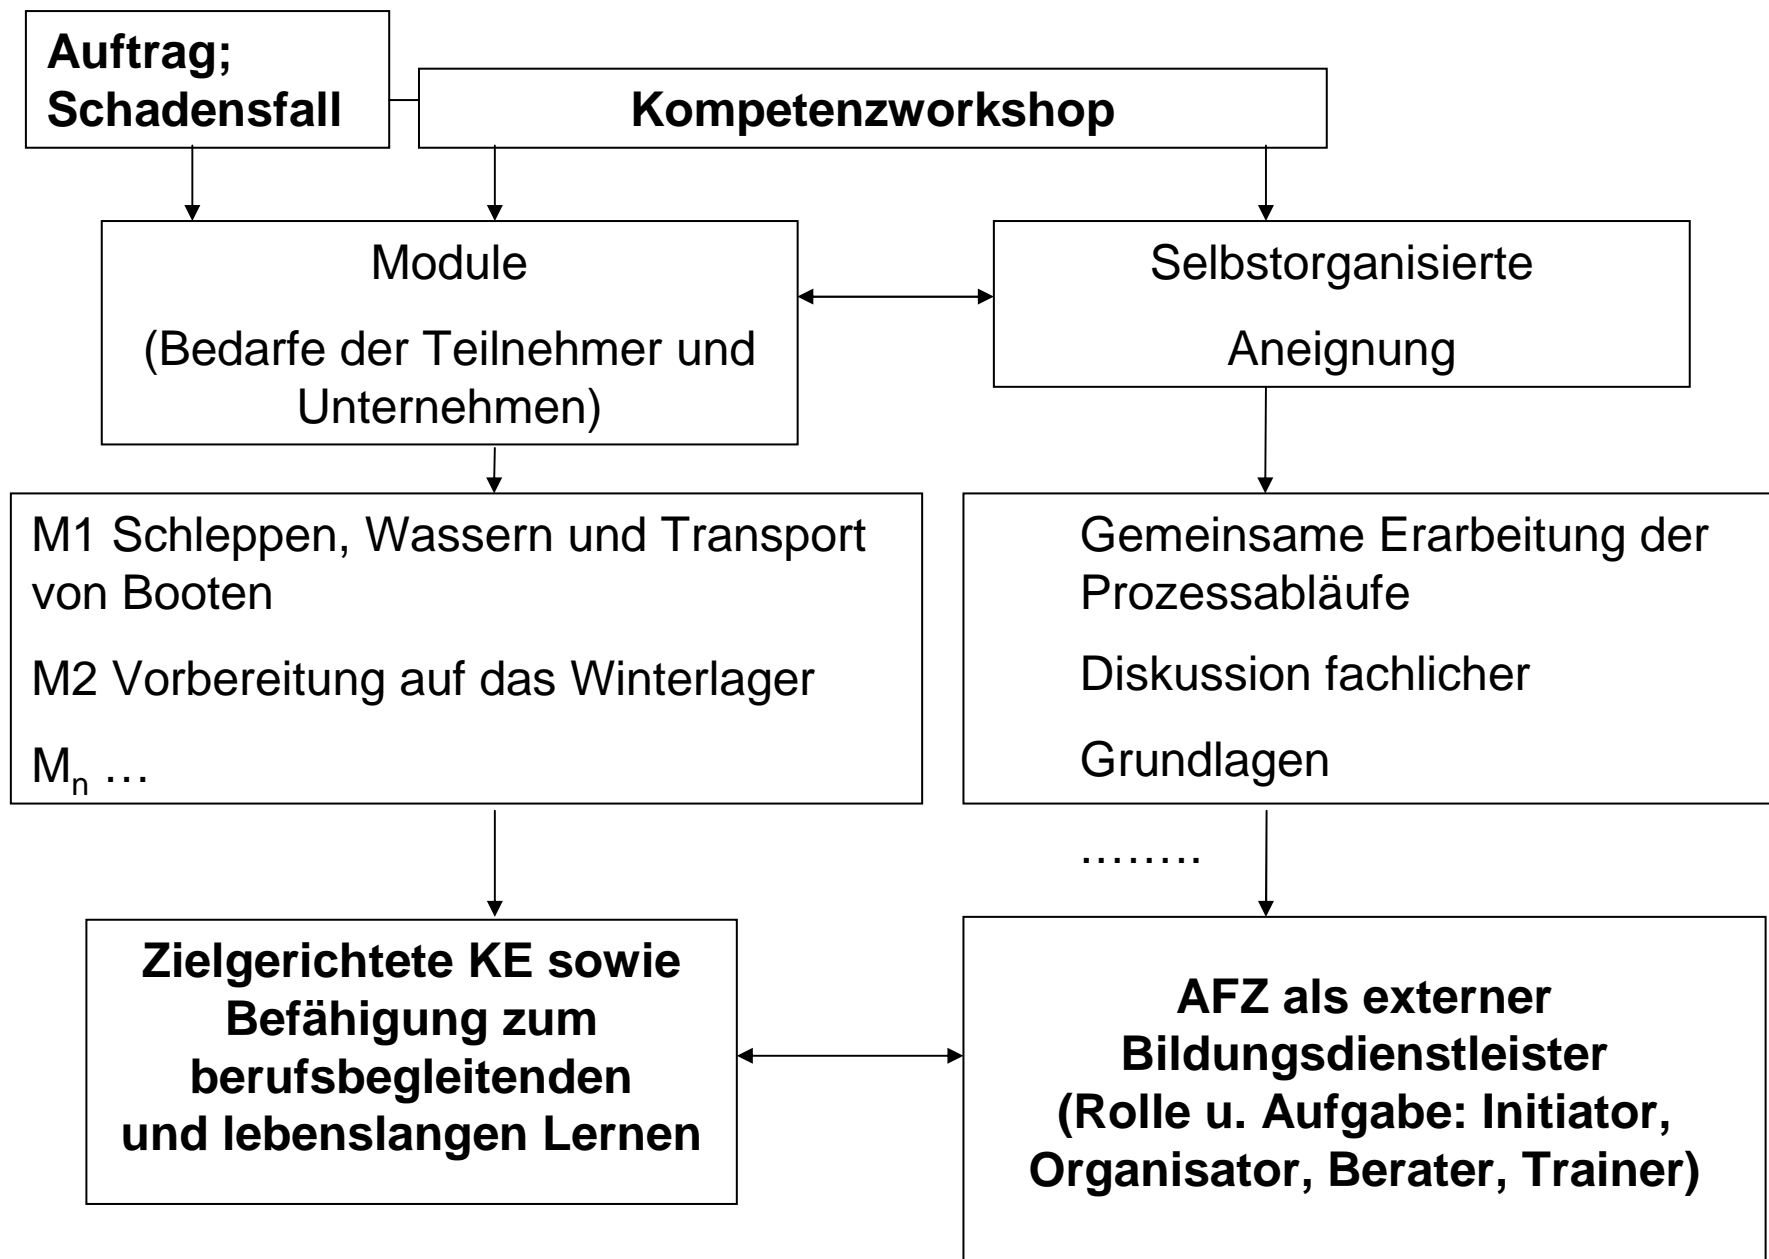 Auftrag;
Schadensfall
Kompetenzworkshop
Module
(Bedarfe der Teilnehmer und
Unternehmen)
Selbstorganisierte
Aneignung
M1 Schleppen, Wassern und Transport
von Booten
M2 Vorbereitung auf das Winterlager
Mn …
Gemeinsame Erarbeitung der
Prozessabläufe
Diskussion fachlicher
Grundlagen
………
Zielgerichtete KE sowie
Befähigung zum
berufsbegleitenden
und lebenslangen Lernen
AFZ als externer
Bildungsdienstleister
(Rolle u. Aufgabe: Initiator,
Organisator, Berater, Trainer)